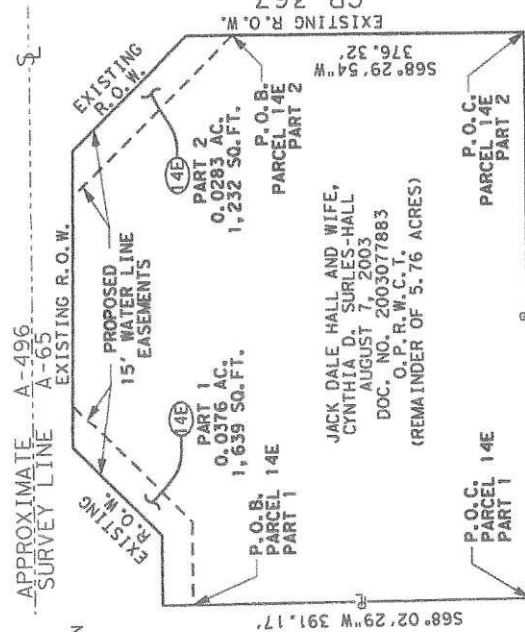 APPROXIMATE A-496
SURVEY LINE A-65
EXISTING R.O.W.
EXISTING
R.O.W.
EXISTING
R.O.W.
PROPOSED
15' WATER LINE
EASEMENTS
14E
PART 1
0.0376 AC.
1,639 SQ.FT.
14E
PART 2
0.0283 AC.
1,232 SQ.FT.
P.O.B.
PARCEL 14E
PART 1
P.O.B.
PARCEL 14E
PART 2
JACK DALE HALL AND WIFE,
CYNTHIA D. SURLES-HALL
AUGUST 7, 2003
DOC. NO. 2003077883
O.P.R.W.C.T.
(REMAINDER OF 5.76 ACRES)
P.O.C.
PARCEL 14E
PART 1
P.O.C.
PARCEL 14E
PART 2
S68°02'29"W 391.17'
S68°29'54"W
376.32'
EXISTING R.O.W.
CR 367